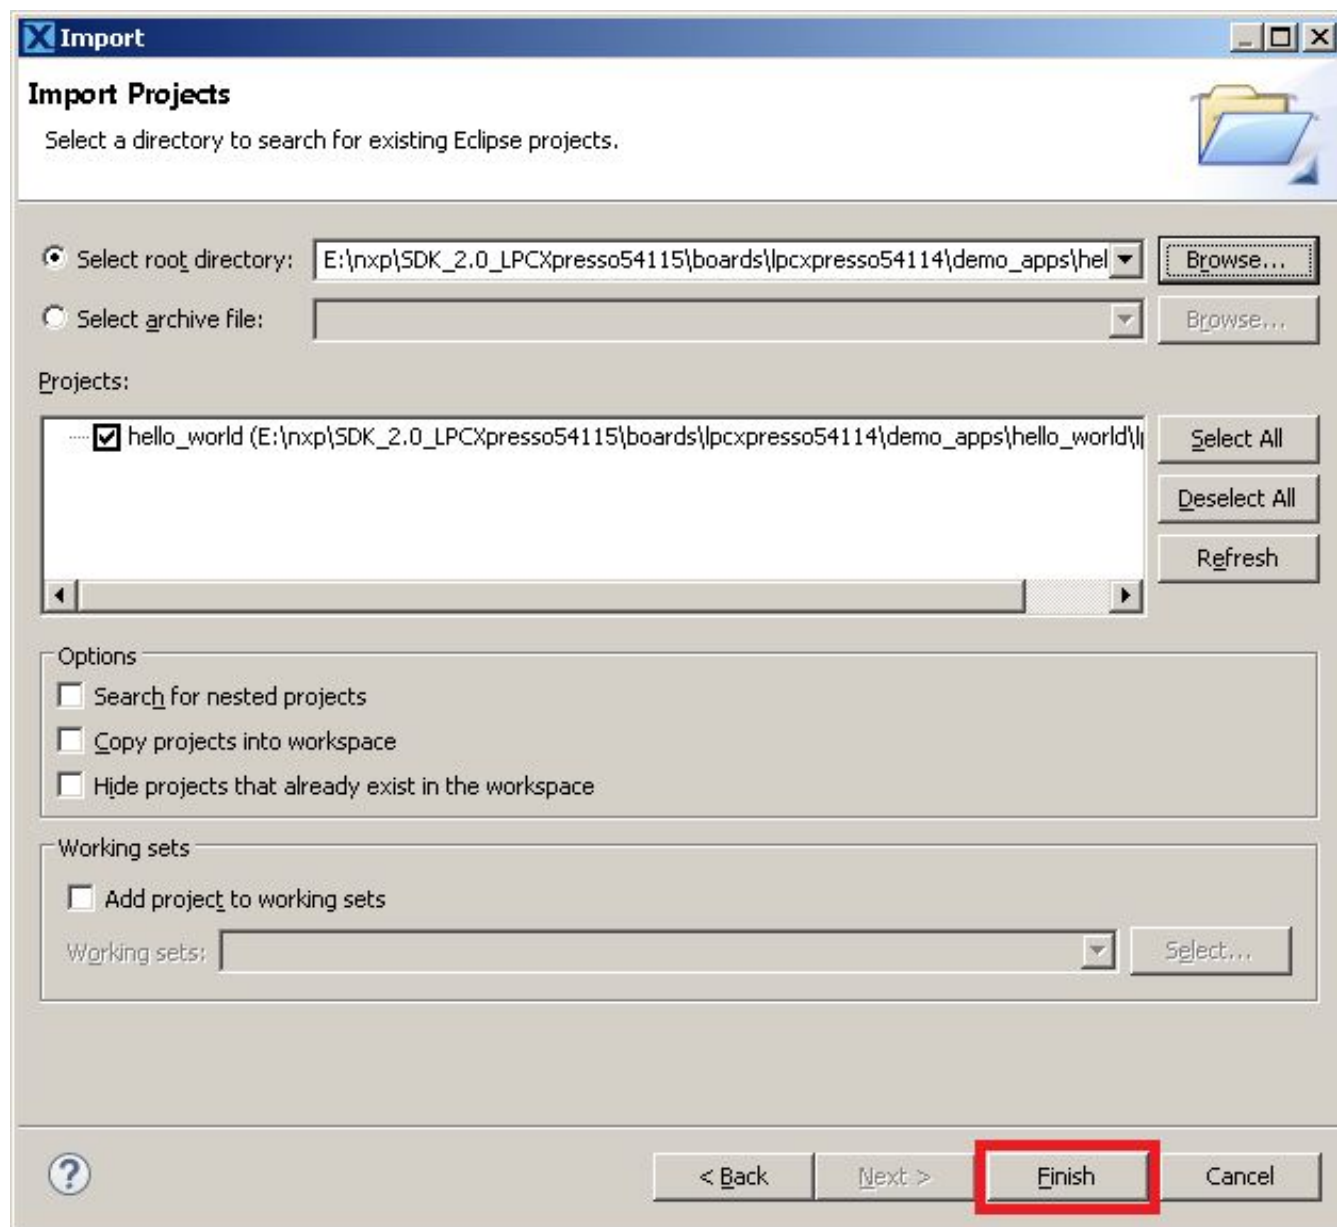 Import
Import Projects
Select a directory to search for existing Eclipse projects.
Select root directory: E:\nxp\SDK_2.0_LPCXpresso54115\boards\lpcxpresso54114\demo_apps\hel Browse...
Select archive file: Browse...
Projects:
hello_world (E:\nxp\SDK_2.0_LPCXpresso54115\boards\lpcxpresso54114\demo_apps\hello_world\l
Select All
Deselect All
Refresh
Options
Search for nested projects
Copy projects into workspace
Hide projects that already exist in the workspace
Working sets
Add project to working sets
Working sets: Select...
? < Back Next > Finish Cancel